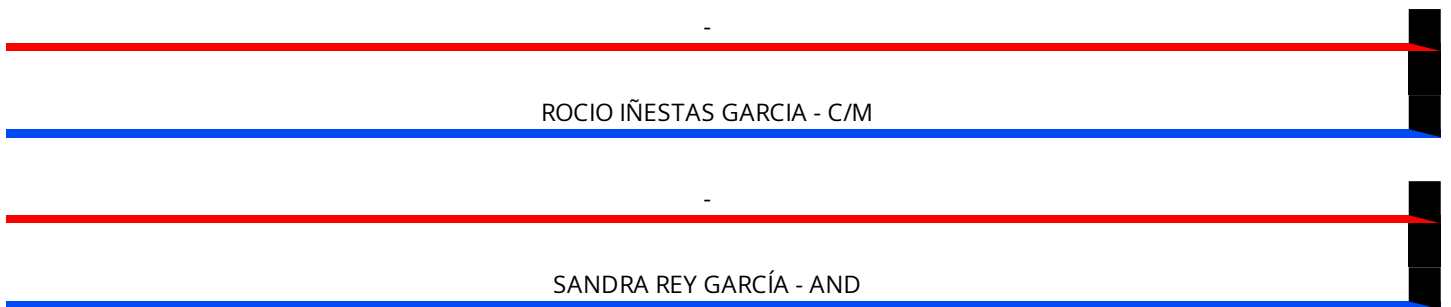 -
ROCIO IÑESTAS GARCIA - C/M
-
SANDRA REY GARCÍA - AND